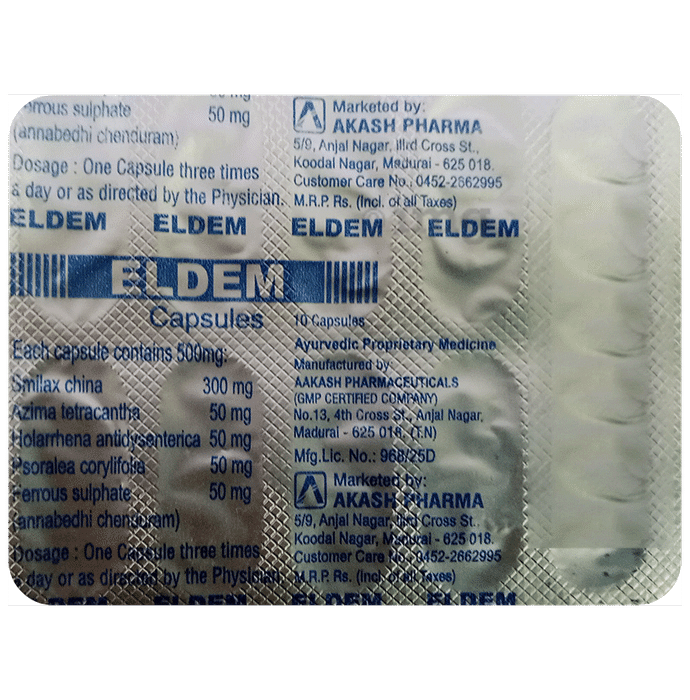 50 mg
Ferrous sulphate 50 mg
(annabedhi chenduram)
Dosage : One Capsule three times
a day or as directed by the Physician.
Marketed by:
AKASH PHARMA
5/9, Anjal Nagar, IIIrd Cross St.,
Koodal Nagar, Madurai - 625 018.
Customer Care No.: 0452-2662995
M.R.P. Rs. (Incl. of all Taxes)
ELDEM ELDEM ELDEM ELDEM
ELDEM
Capsules 10 Capsules
Each capsule contains 500mg:
Smilax china 300 mg
Azima tetracantha 50 mg
Holarrhena antidysenterica 50 mg
Psoralea corylifolia 50 mg
Ferrous sulphate 50 mg
(annabedhi chenduram)
Dosage : One Capsule three times
a day or as directed by the Physician.
Ayurvedic Proprietary Medicine
Manufactured by
AAKASH PHARMACEUTICALS
(GMP CERTIFIED COMPANY)
No.13, 4th Cross St., Anjal Nagar,
Madurai - 625 018, (T.N)
Mfg.Lic. No.: 968/25D
Marketed by:
AKASH PHARMA
5/9, Anjal Nagar, IIIrd Cross St.,
Koodal Nagar, Madurai - 625 018.
Customer Care No.: 0452-2662995
M.R.P. Rs. (Incl. of all Taxes)
ELDEM ELDEM ELDEM ELDEM